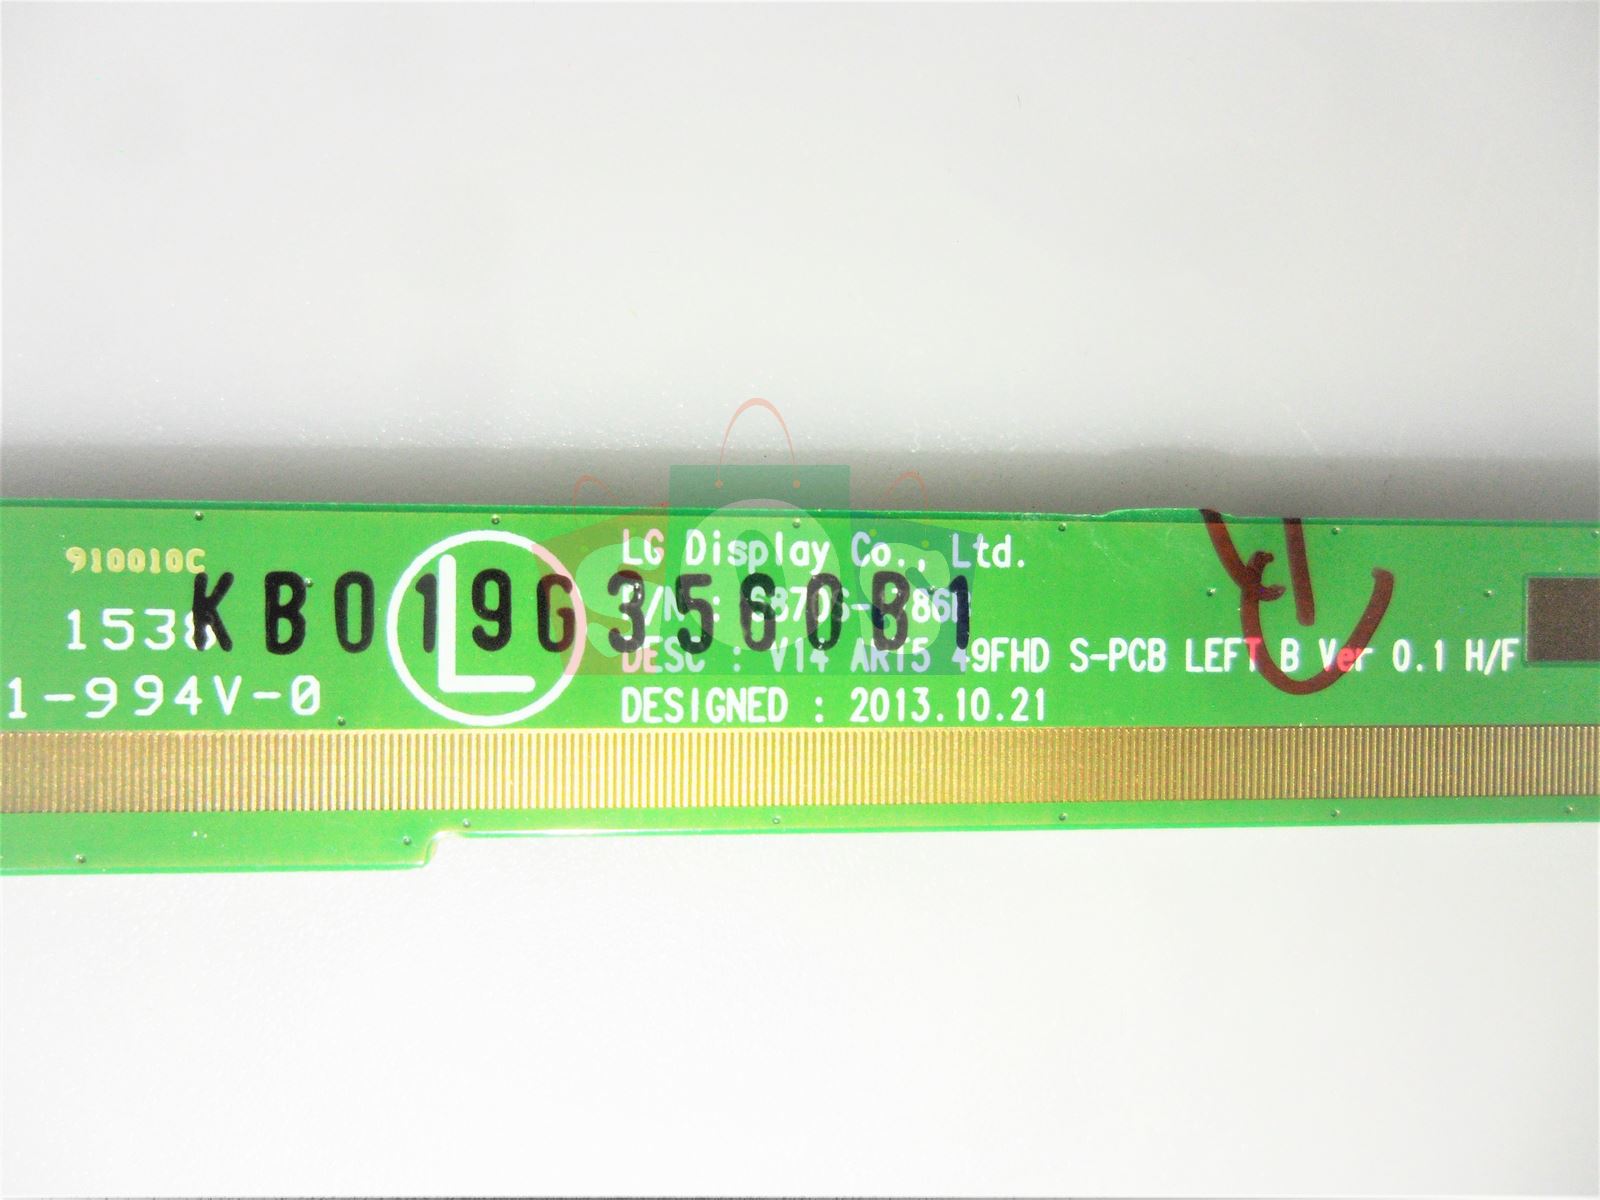 910010C
1538
1-994V-0
L
KB019G3560B1
LG Display Co., Ltd.
DESC : V14 ART5 49FHD S-PCB LEFT B Ver 0.1 H/F
DESIGNED : 2013.10.21
SOS